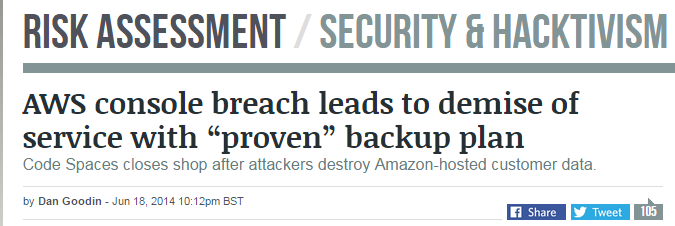 RISK ASSESSMENT / SECURITY & HACKTIVISM
AWS console breach leads to demise of
service with “proven” backup plan
Code Spaces closes shop after attackers destroy Amazon-hosted customer data.
by Dan Goodin - Jun 18, 2014 10:12pm BST
Share Tweet 105